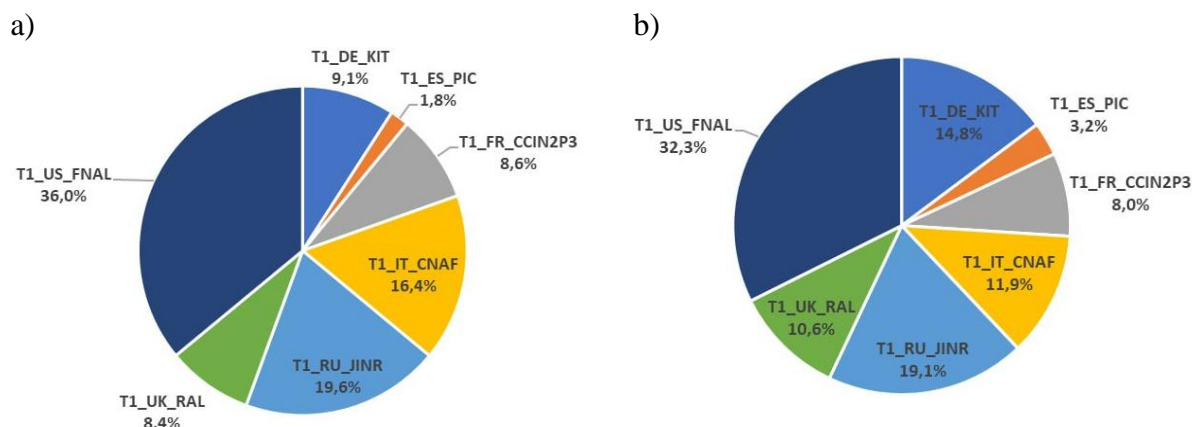 a)
T1_DE_KIT
9,1%
T1_ES_PIC
1,8%
T1_FR_CCIN2P3
8,6%
T1_IT_CNAF
16,4%
T1_RU_JINR
19,6%
T1_UK_RAL
8,4%
T1_US_FNAL
36,0%
b)
T1_DE_KIT
14,8%
T1_ES_PIC
3,2%
T1_FR_CCIN2P3
8,0%
T1_IT_CNAF
11,9%
T1_RU_JINR
19,1%
T1_UK_RAL
10,6%
T1_US_FNAL
32,3%